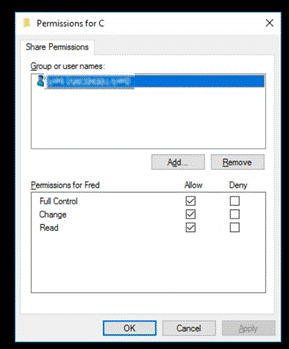 Permissions for C
Share Permissions
Group or user names:
Add...
Remove
Permissions for Fred
Allow
Deny
Full Control
Change
Read
OK
Cancel
Apply